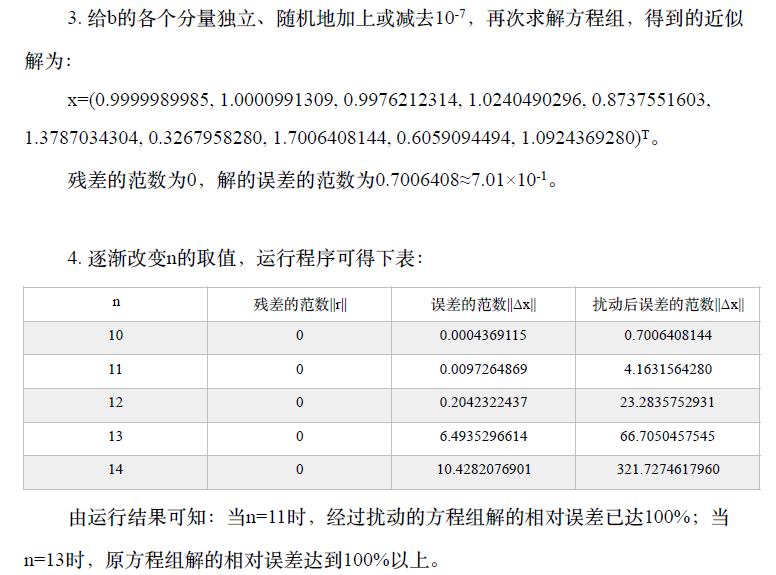 3. 给b的各个分量独立、随机地加上或减去10⁻⁷，再次求解方程组，得到的近似
解为：
x=(0.9999989985, 1.0000991309, 0.9976212314, 1.0240490296, 0.8737551603,
1.3787034304, 0.3267958280, 1.7006408144, 0.6059094494, 1.0924369280)ᵀ。
残差的范数为0，解的误差的范数为0.7006408≈7.01×10⁻¹。
4. 逐渐改变n的取值，运行程序可得下表：
n 残差的范数||r|| 误差的范数||Δx|| 扰动后误差的范数||Δx||
10 0 0.0004369115 0.7006408144
11 0 0.0097264869 4.1631564280
12 0 0.2042322437 23.2835752931
13 0 6.4935296614 66.7050457545
14 0 10.4282076901 321.7274617960
由运行结果可知：当n=11时，经过扰动的方程组解的相对误差已达100%；当
n=13时，原方程组解的相对误差达到100%以上。